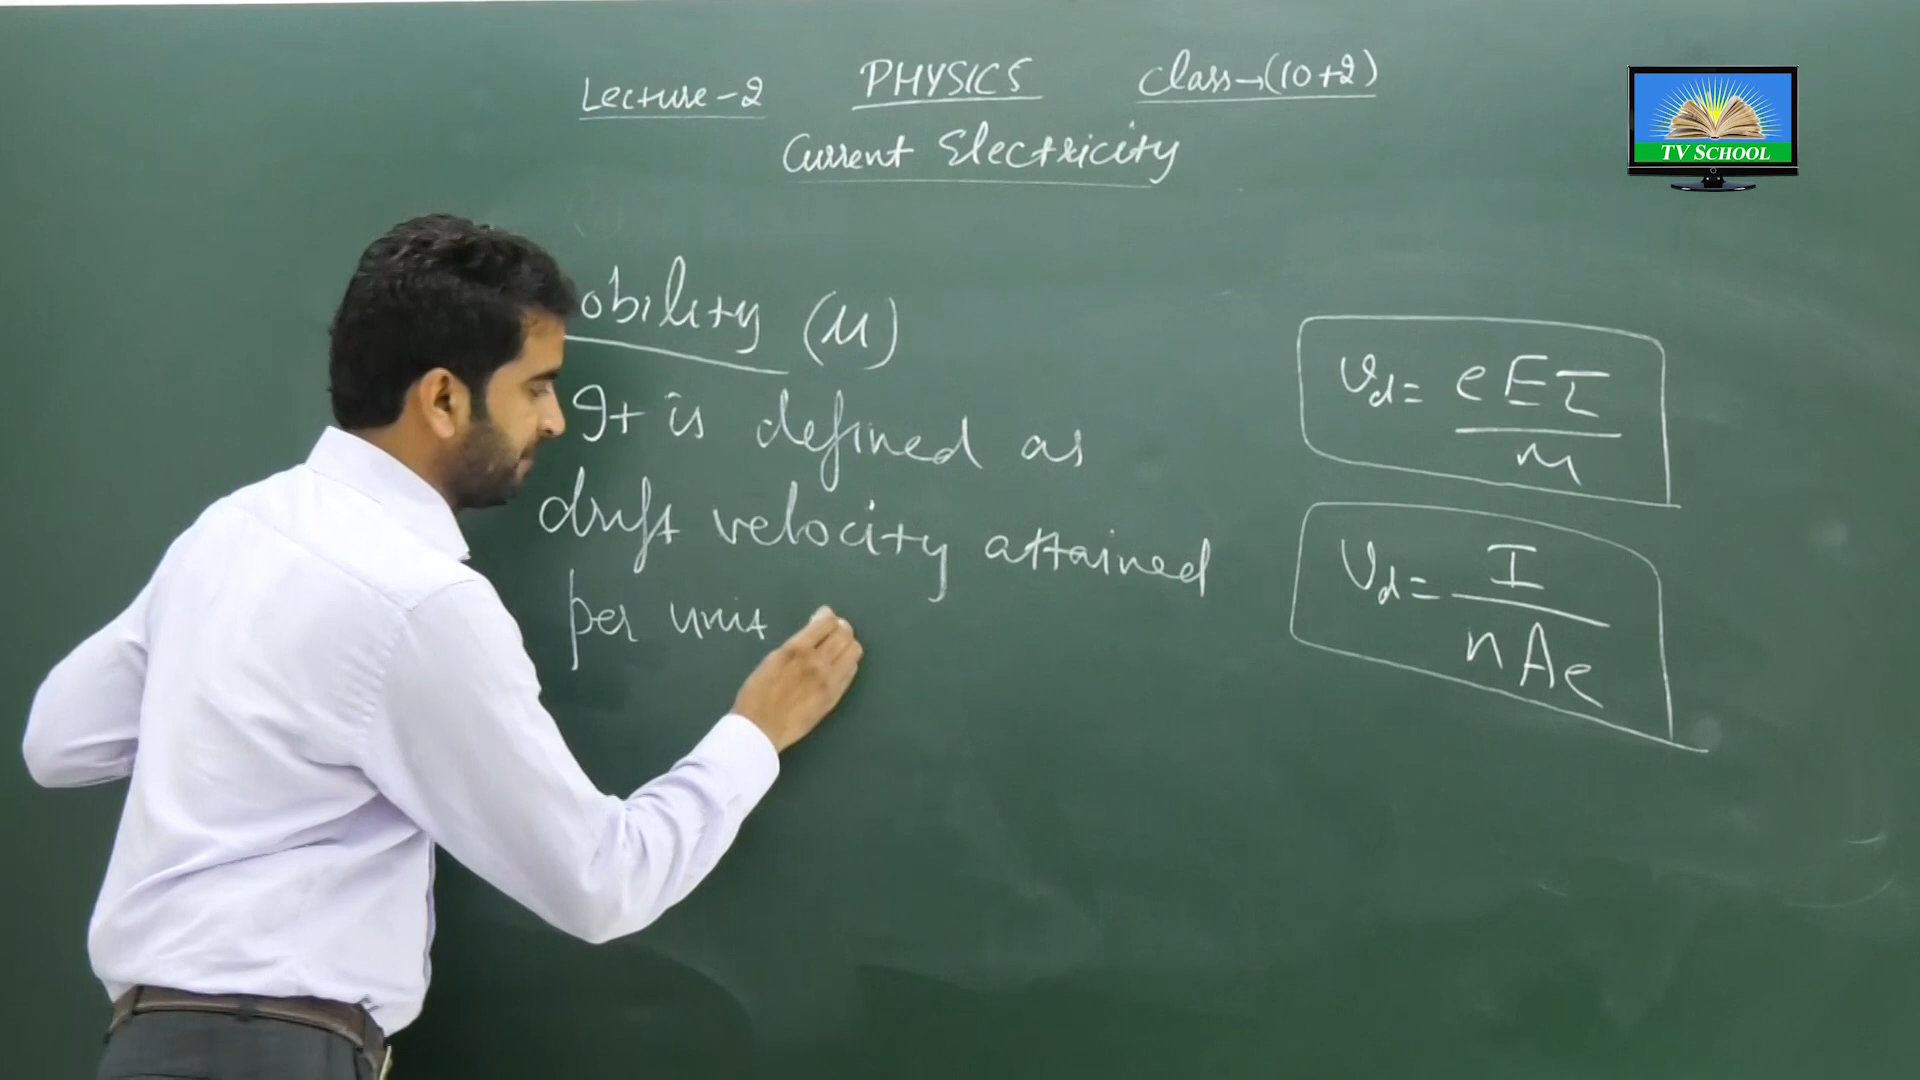 Lecture-2 PHYSICS Class→(10+2)
Current Electricity
TV SCHOOL
obility (μ)
It is defined as
drift velocity attained
per unit
vd = eEτ / m
vd = I / nAe